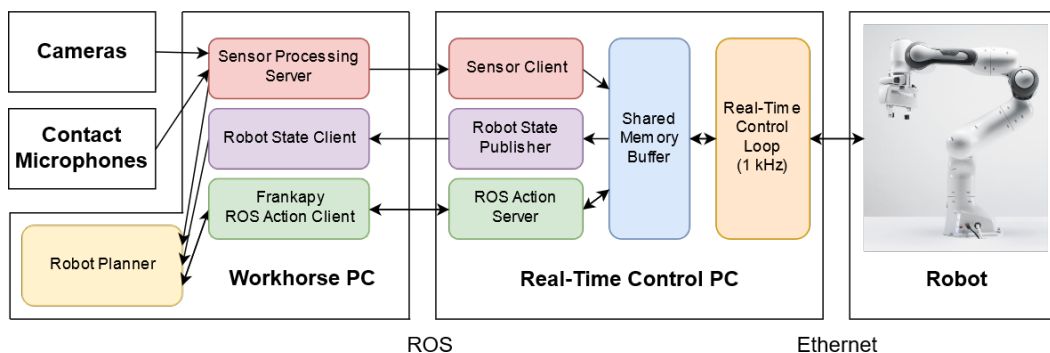 Cameras
Contact
Microphones
Sensor Processing
Server
Robot State Client
Frankapy
ROS Action Client
Robot Planner
Workhorse PC
Sensor Client
Robot State
Publisher
ROS Action
Server
Shared
Memory
Buffer
Real-Time
Control
Loop
(1 kHz)
Real-Time Control PC
Robot
ROS
Ethernet